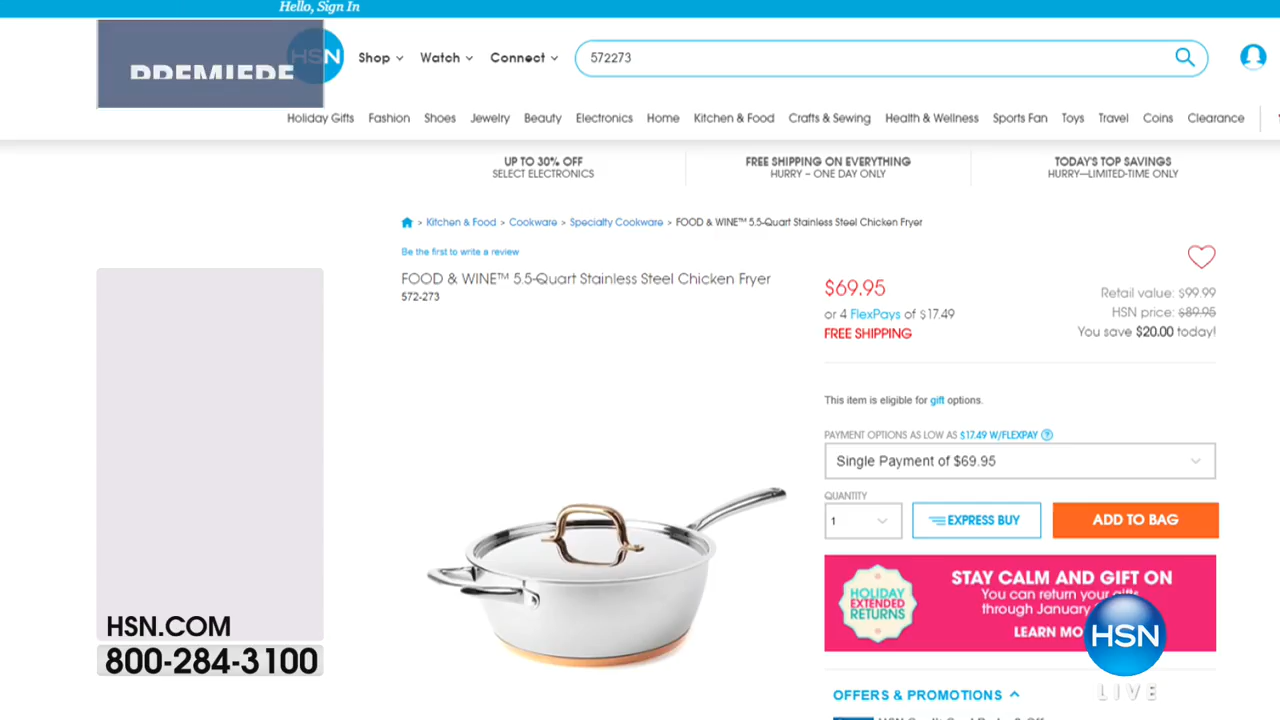 Hello, Sign In
PREMIERE
HSN
Shop
Watch
Connect
572273
Holiday Gifts
Fashion
Shoes
Jewelry
Beauty
Electronics
Home
Kitchen & Food
Crafts & Sewing
Health & Wellness
Sports Fan
Toys
Travel
Coins
Clearance
UP TO 30% OFF
SELECT ELECTRONICS
FREE SHIPPING ON EVERYTHING
HURRY – ONE DAY ONLY
TODAY'S TOP SAVINGS
HURRY—LIMITED-TIME ONLY
> Kitchen & Food > Cookware > Specialty Cookware > FOOD & WINE™ 5.5-Quart Stainless Steel Chicken Fryer
Be the first to write a review
FOOD & WINE™ 5.5-Quart Stainless Steel Chicken Fryer
572-273
$69.95
or 4 FlexPays of $17.49
FREE SHIPPING
Retail value: $99.99
HSN price: $89.95
You save $20.00 today!
This item is eligible for gift options.
PAYMENT OPTIONS AS LOW AS $17.49 W/FLEXPAY ?
Single Payment of $69.95
QUANTITY
1
EXPRESS BUY
ADD TO BAG
HOLIDAY
EXTENDED
RETURNS
STAY CALM AND GIFT ON
You can return your gifts
through January
LEARN MO
HSN
LIVE
OFFERS & PROMOTIONS
HSN.COM
800-284-3100